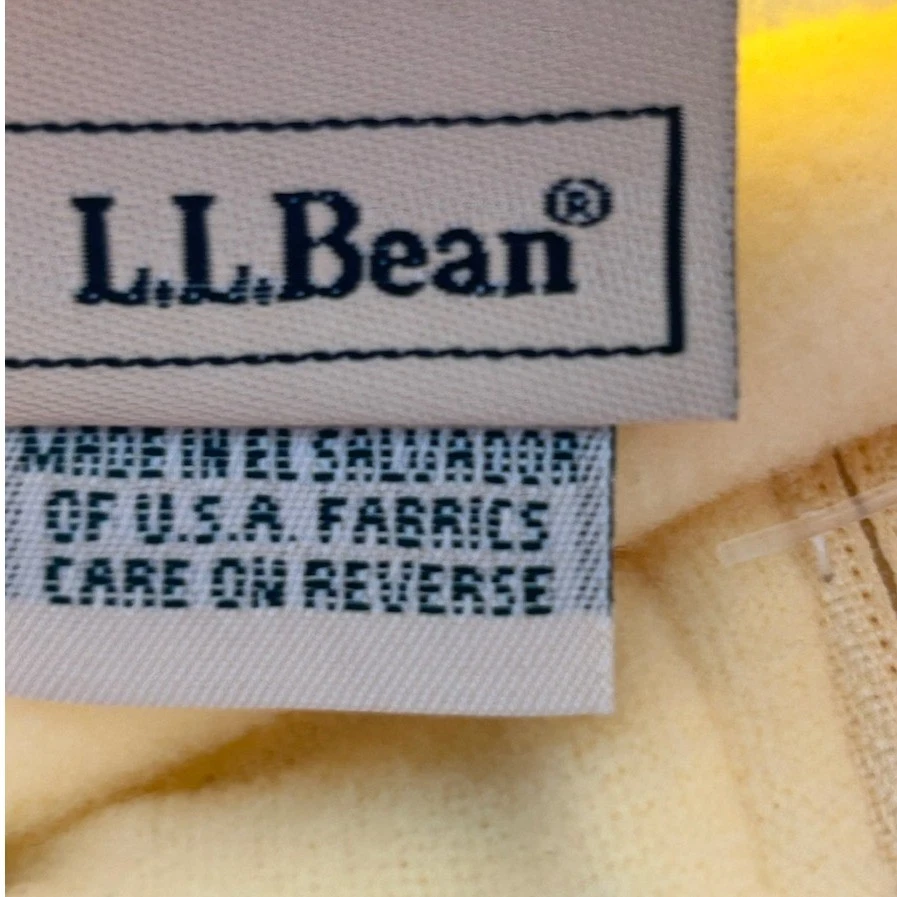 L.L.Bean®
MADE IN EL SALVADOR
OF U.S.A. FABRICS
CARE ON REVERSE